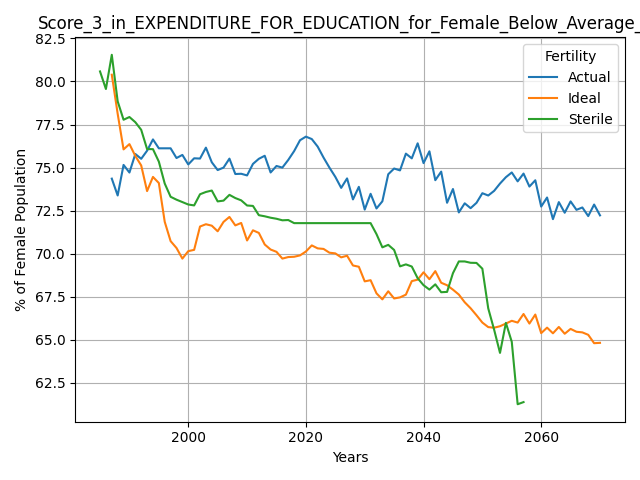 Score_3_in_EXPENDITURE_FOR_EDUCATION_for_Female_Below_Average_
82.5
80.0
77.5
75.0
72.5
70.0
67.5
65.0
62.5
% of Female Population
Fertility
Actual
Ideal
Sterile
2000
2020
2040
2060
Years